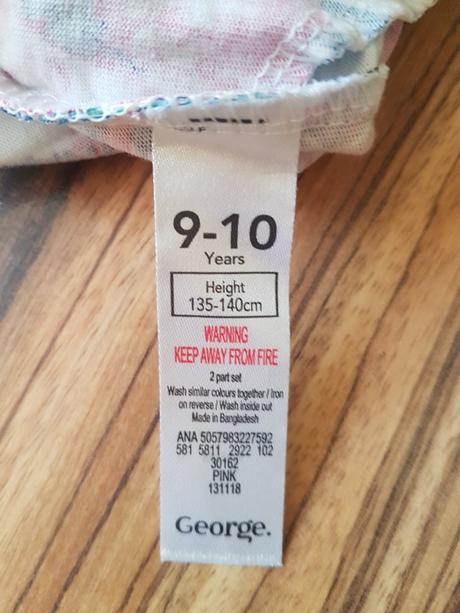 9-10
Years
Height
135-140cm
WARNING
KEEP AWAY FROM FIRE
2 part set
Wash similar colours together / Iron
on reverse / Wash inside out
Made in Bangladesh
ANA 5057983227592
581 5811 2922 102
30162
PINK
131118
George.